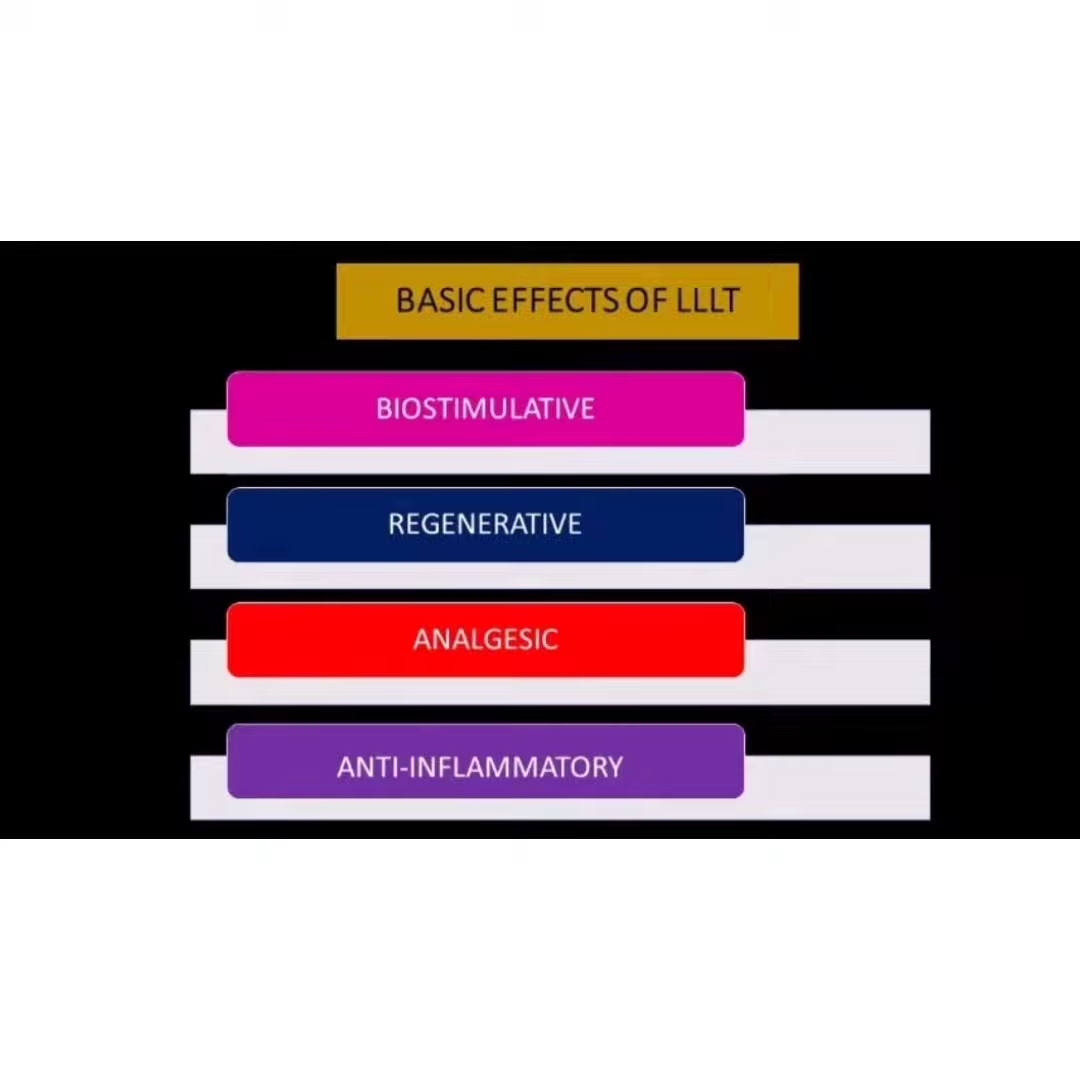 BASIC EFFECTS OF LLLT
BIOSTIMULATIVE
REGENERATIVE
ANALGESIC
ANTI-INFLAMMATORY